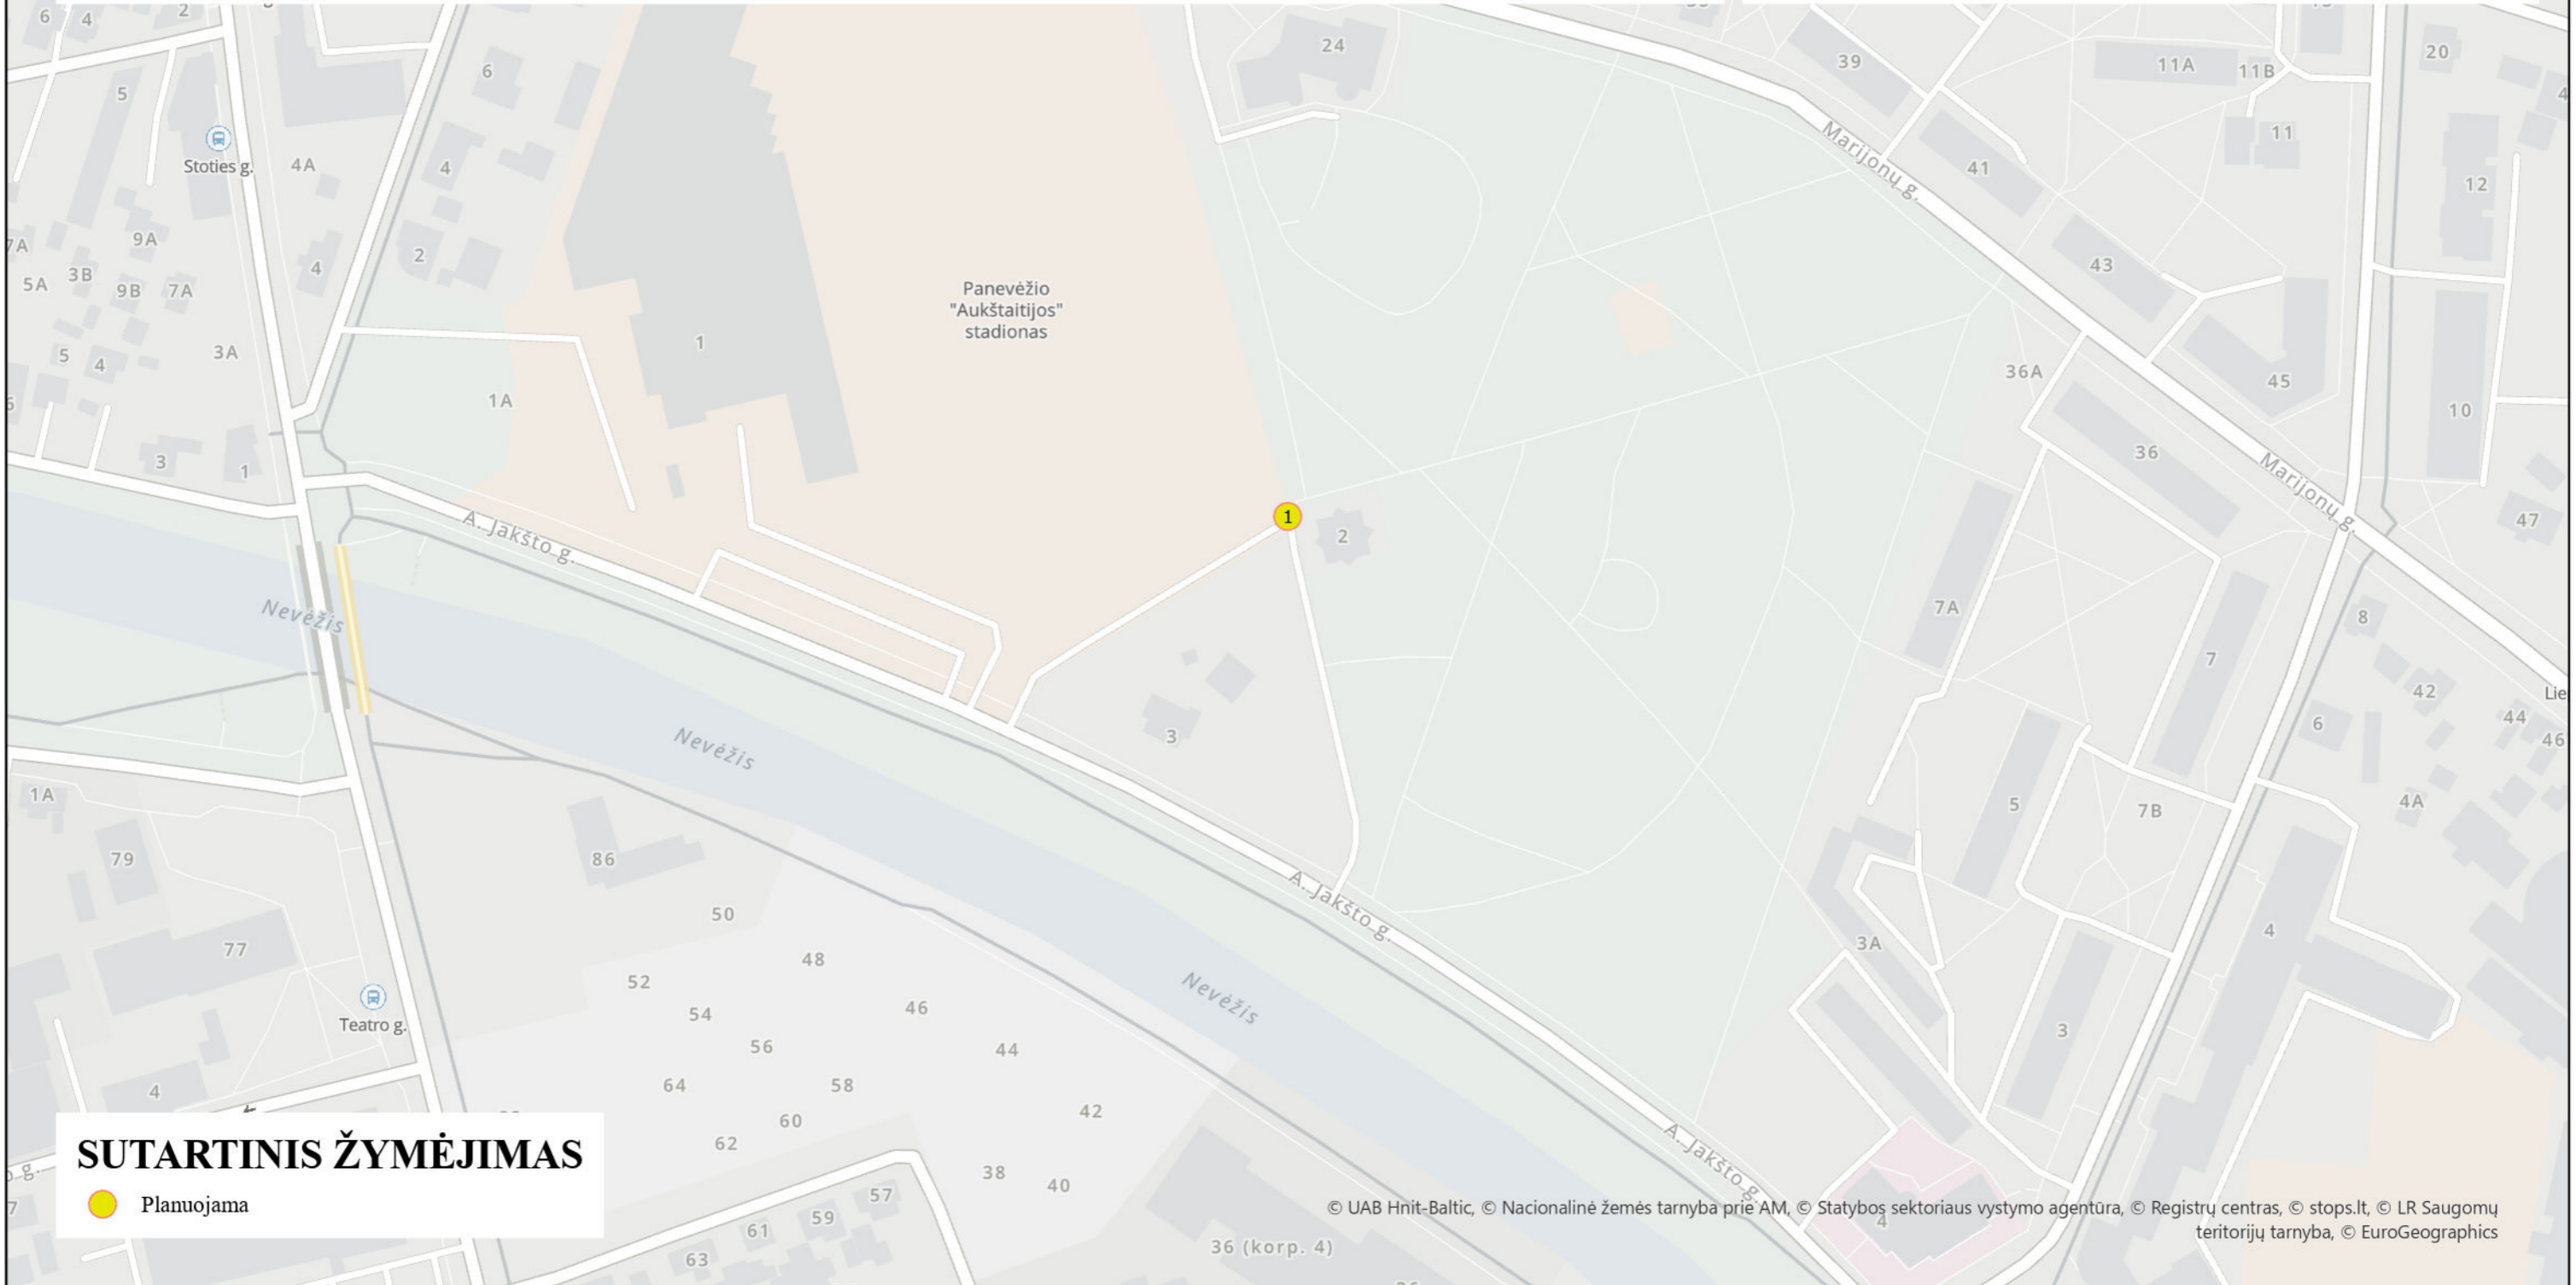 6
4
2
24
39
11A
11B
20
5
6
Stoties g.
4A
4
Marijonų g.
41
11
12
7A
9A
2
4
5A
3B
9B
7A
43
Panevėžio
"Aukštaitijos"
stadionas
1
5
4
3A
1A
36A
45
10
3
1
36
Marijonų g.
47
A. Jakšto g.
1
2
Nevėžis
7A
7
8
3
Nevėžis
6
42
44
46
Lie
1A
79
86
5
7B
4A
A. Jakšto g.
50
77
48
3A
4
52
46
Nevėžis
54
Teatro g.
56
44
3
64
58
4
42
60
62
A. Jakšto g.
38
40
57
59
61
63
36 (korp. 4)
4
SUTARTINIS ŽYMĖJIMAS
Planuojama
© UAB Hnit-Baltic, © Nacionalinė žemės tarnyba prie AM, © Statybos sektoriaus vystymo agentūra, © Registrų centras, © stops.lt, © LR Saugomų
teritorijų tarnyba, © EuroGeographics